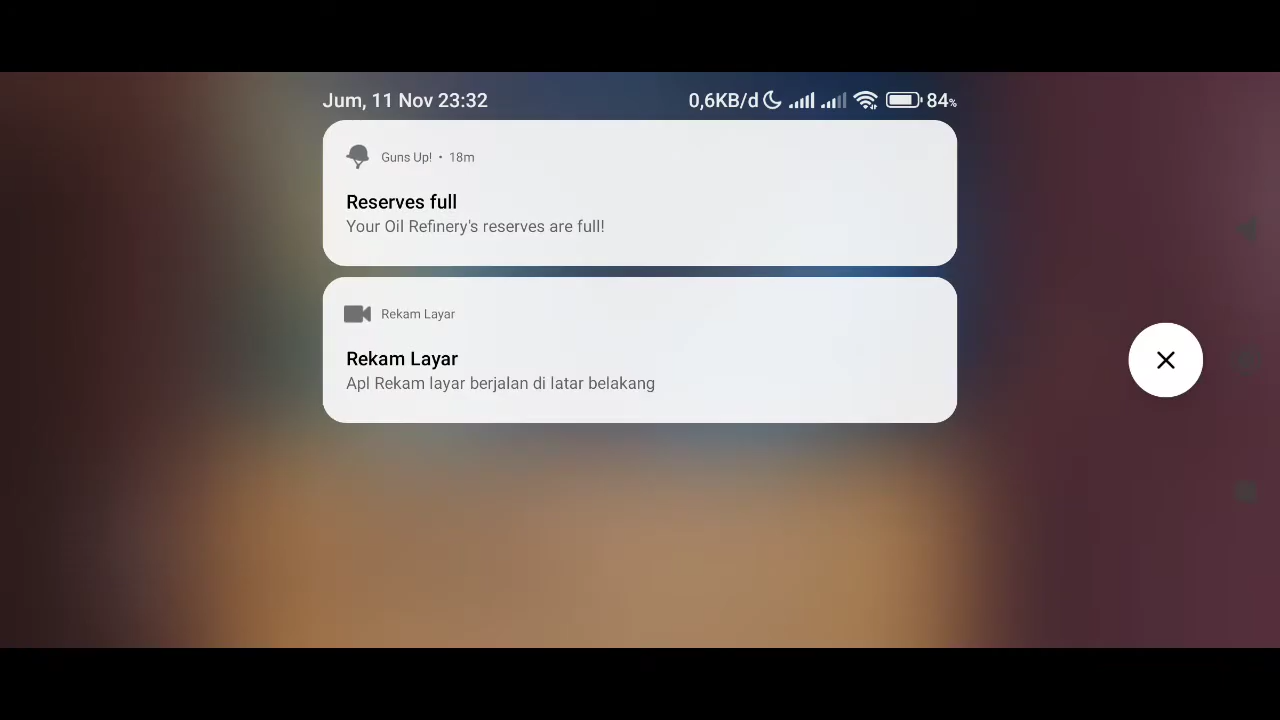 Jum, 11 Nov 23:32 0,6KB/d 84%
Guns Up! • 18m
Reserves full
Your Oil Refinery's reserves are full!
Rekam Layar
Rekam Layar
Apl Rekam layar berjalan di latar belakang